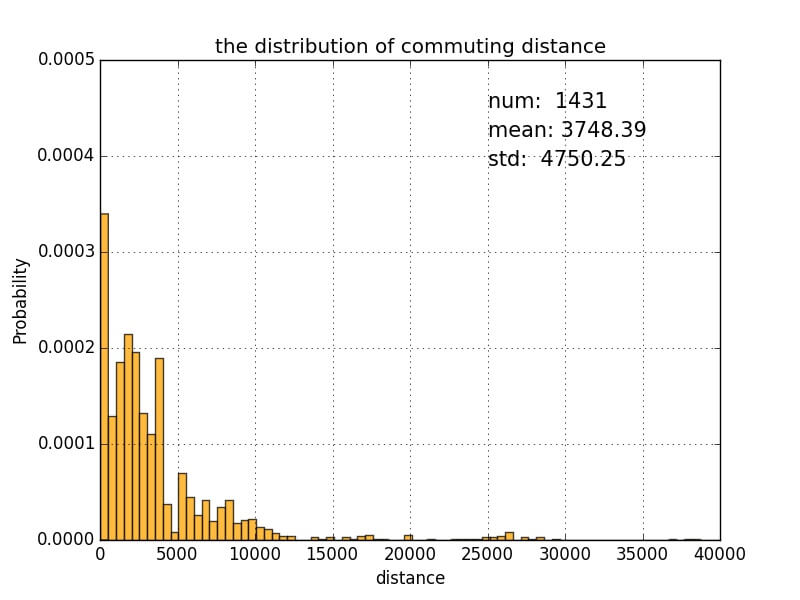 the distribution of commuting distance
0.0005
num: 1431
mean: 3748.39
0.0004
std: 4750.25
0.0003
Probability
0.0002
0.0001
0.0000
0 5000 10000 15000 20000 25000 30000 35000 40000
distance